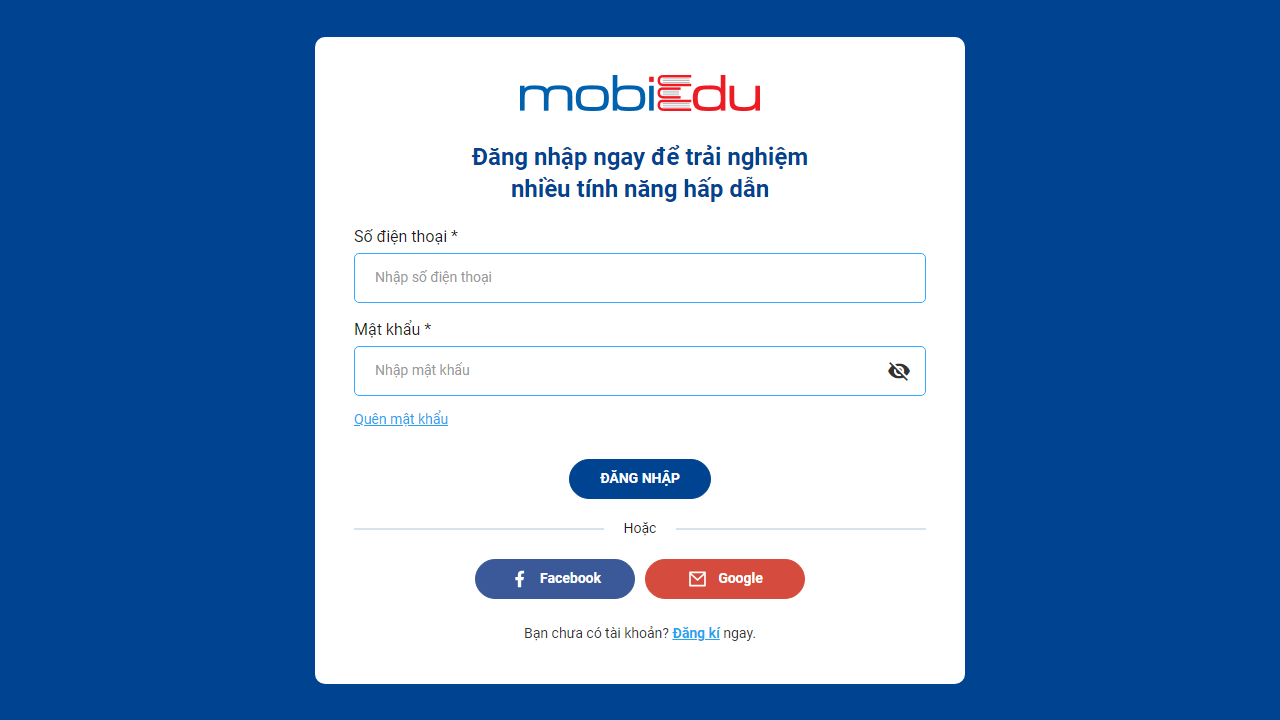 mobiEdu
Đăng nhập ngay để trải nghiệm
nhiều tính năng hấp dẫn
Số điện thoại *
Nhập số điện thoại
Mật khẩu *
Nhập mật khẩu
Quên mật khẩu
ĐĂNG NHẬP
Hoặc
Facebook
Google
Bạn chưa có tài khoản? Đăng kí ngay.